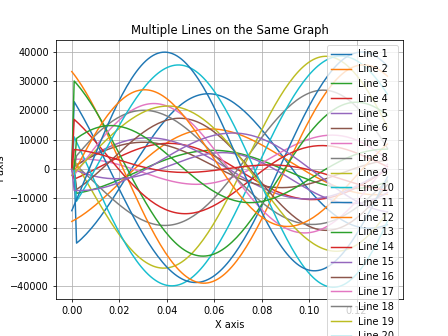 Multiple Lines on the Same Graph
40000
30000
20000
10000
0
−10000
−20000
−30000
−40000
0.00
0.02
0.04
0.06
0.08
0.10
X axis
Line 1
Line 2
Line 3
Line 4
Line 5
Line 6
Line 7
Line 8
Line 9
Line 10
Line 11
Line 12
Line 13
Line 14
Line 15
Line 16
Line 17
Line 18
Line 19
Line 20